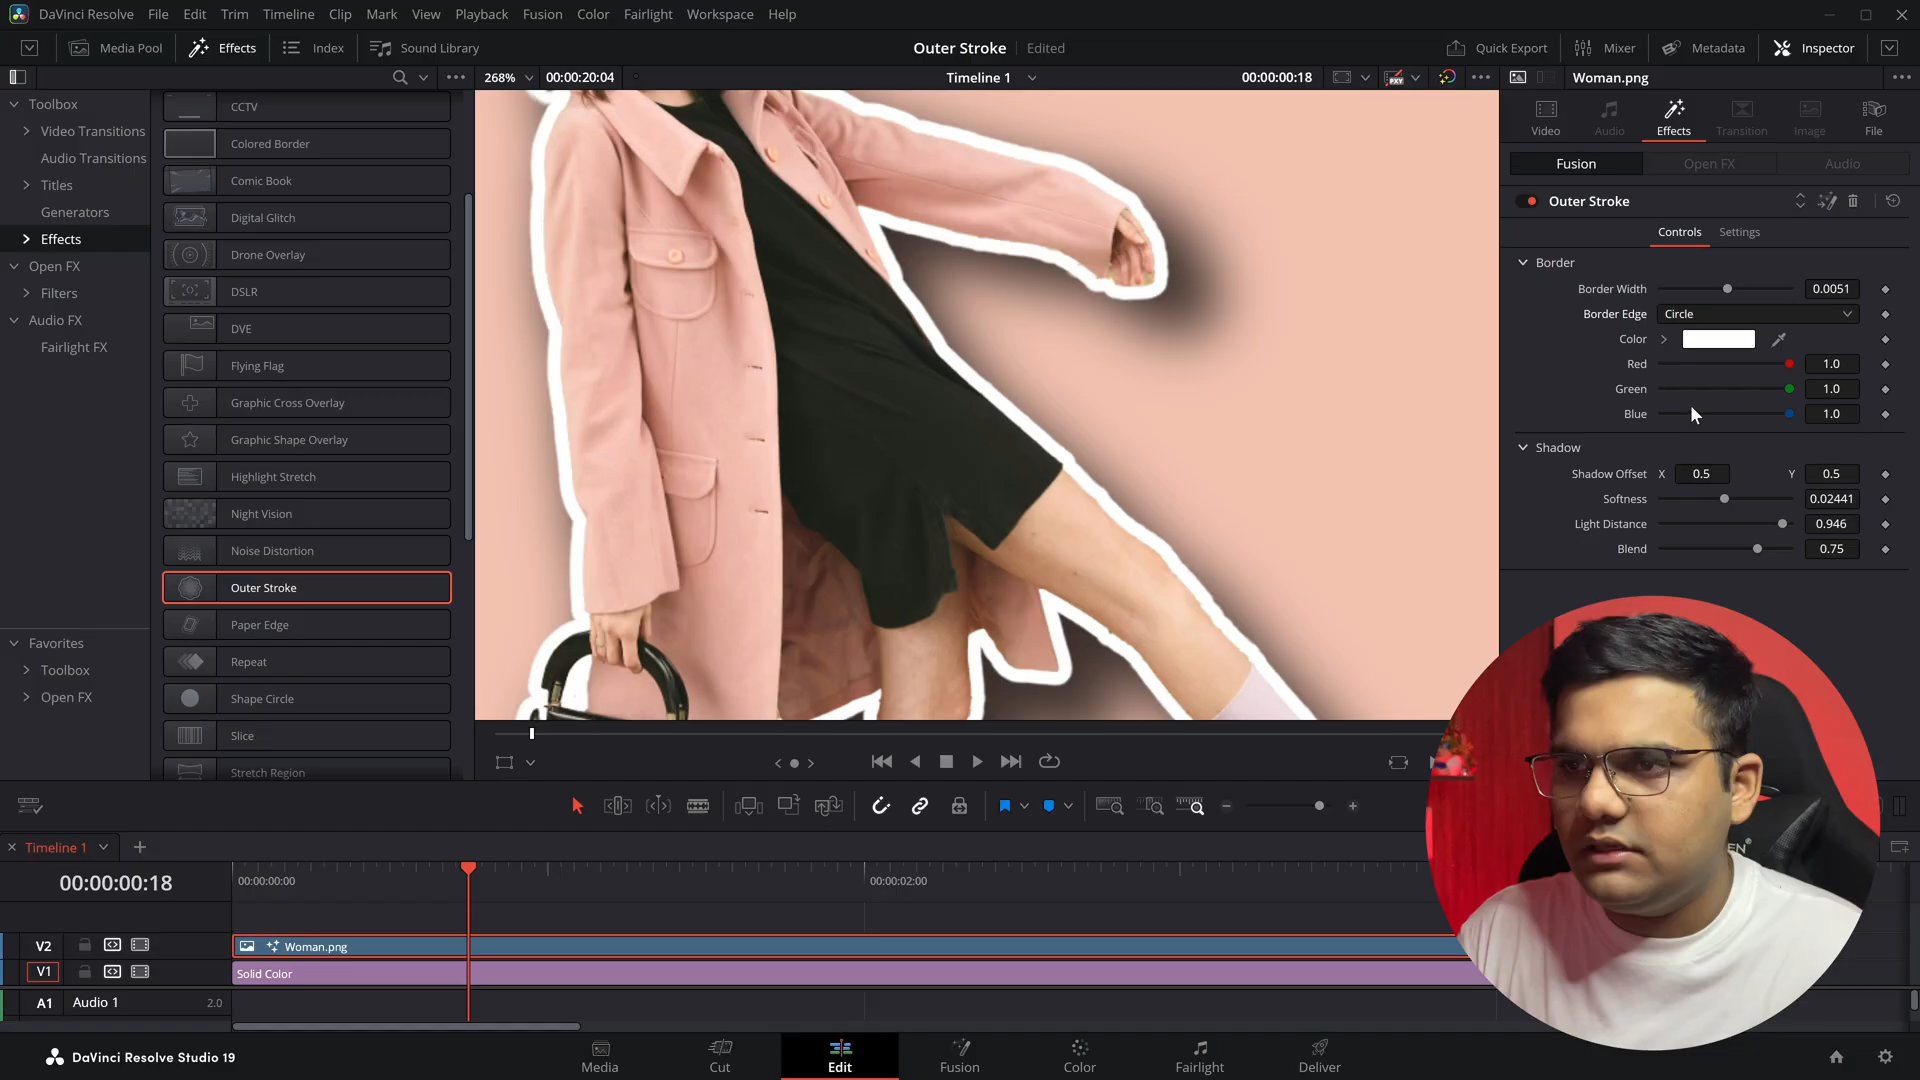 DaVinci Resolve File Edit Trim Timeline Clip Mark View Playback Fusion Color Fairlight Workspace Help
Media Pool Effects Index Sound Library Outer Stroke Edited Quick Export Mixer Metadata Inspector
268% 00:00:20:04 Timeline 1 00:00:00:18 Woman.png
Toolbox
Video Transitions
Audio Transitions
Titles
Generators
Effects
Open FX
Filters
Audio FX
Fairlight FX
Favorites
Toolbox
Open FX
CCTV
Colored Border
Comic Book
Digital Glitch
Drone Overlay
DSLR
DVE
Flying Flag
Graphic Cross Overlay
Graphic Shape Overlay
Highlight Stretch
Night Vision
Noise Distortion
Outer Stroke
Paper Edge
Repeat
Shape Circle
Slice
Stretch Region
Video Audio Effects Transition Image File
Fusion Open FX Audio
Outer Stroke
Controls Settings
Border
Border Width 0.0051
Border Edge Circle
Color
Red 1.0
Green 1.0
Blue 1.0
Shadow
Shadow Offset X 0.5 Y 0.5
Softness 0.02441
Light Distance 0.946
Blend 0.75
Timeline 1
00:00:00:18 00:00:00:00 00:00:02:00
V2 Woman.png
V1 Solid Color
A1 Audio 1 2.0
DaVinci Resolve Studio 19 Media Cut Edit Fusion Color Fairlight Deliver